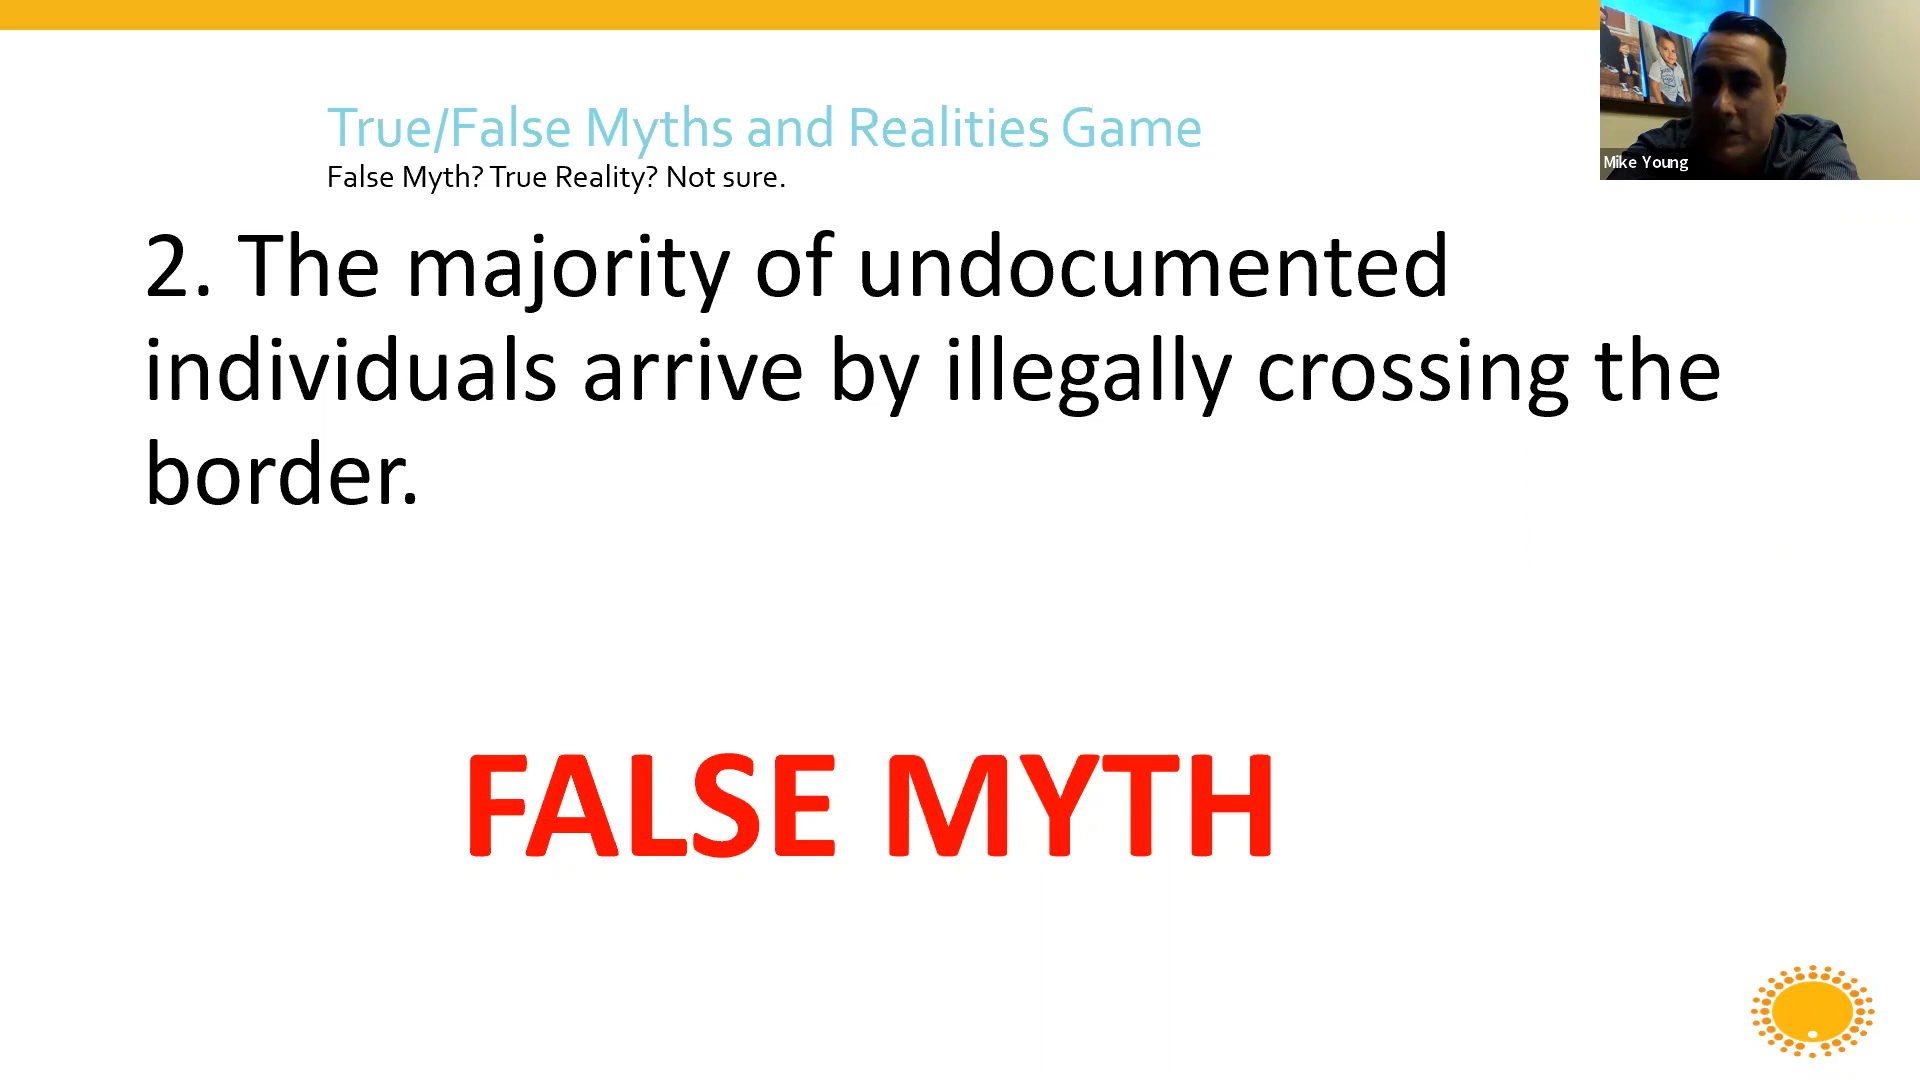 True/False Myths and Realities Game
False Myth? True Reality? Not sure.
Mike Young
2. The majority of undocumented
individuals arrive by illegally crossing the
border.
FALSE MYTH